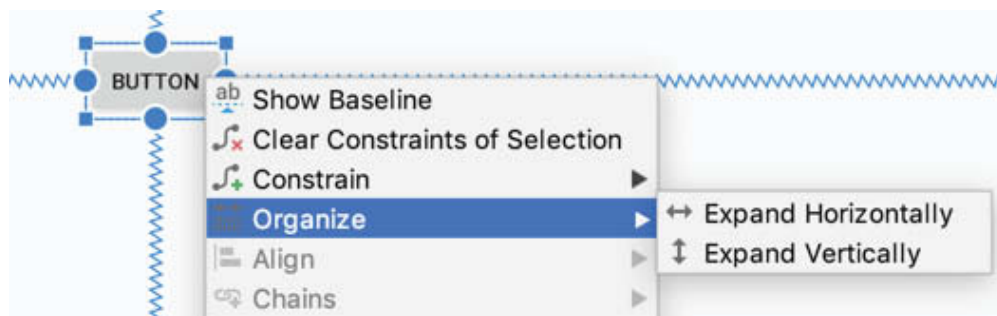 BUTTON
ab
Show Baseline
Clear Constraints of Selection
Constrain
Organize
Expand Horizontally
Expand Vertically
Align
Chains